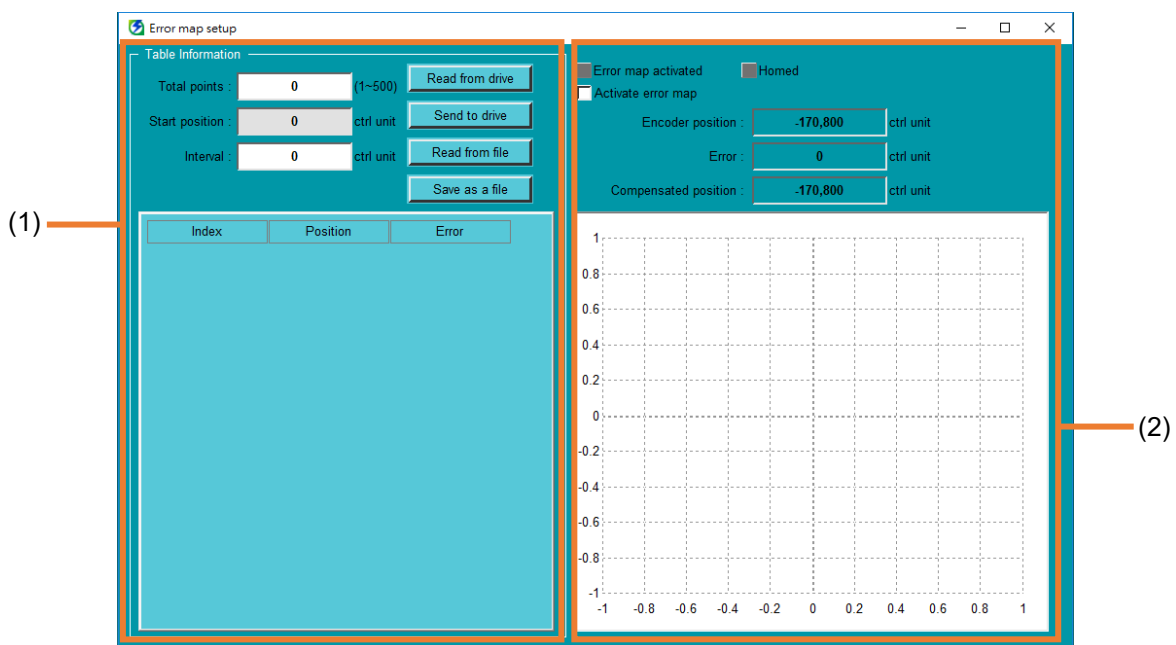 Error map setup
Table Information
Total points : 0 (1~500) Read from drive
Start position : 0 ctrl unit Send to drive
Interval : 0 ctrl unit Read from file
Save as a file
Index Position Error
(1)
Error map activated Homed
Activate error map
Encoder position : -170,800 ctrl unit
Error : 0 ctrl unit
Compensated position : -170,800 ctrl unit
1
0.8
0.6
0.4
0.2
0
-0.2
-0.4
-0.6
-0.8
-1
-1 -0.8 -0.6 -0.4 -0.2 0 0.2 0.4 0.6 0.8 1
(2)